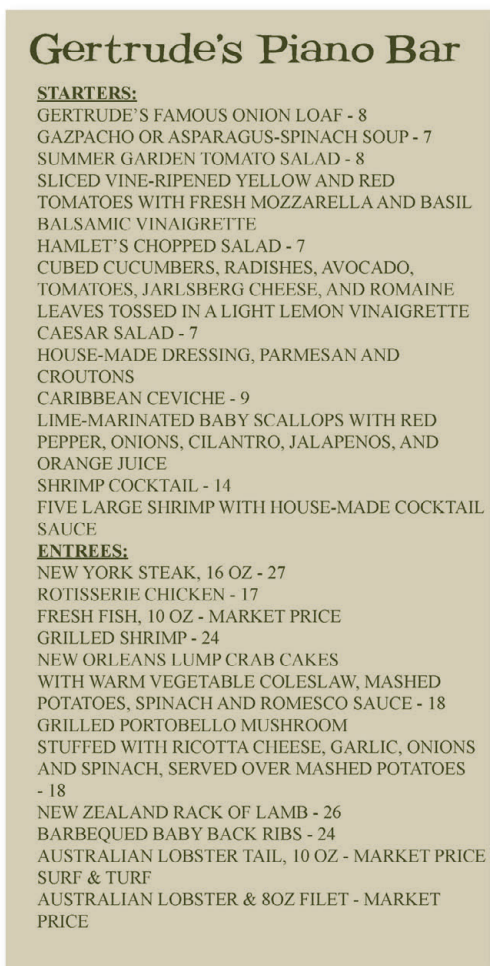 Gertrude's Piano Bar
STARTERS:
GERTRUDE'S FAMOUS ONION LOAF - 8
GAZPACHO OR ASPARAGUS-SPINACH SOUP - 7
SUMMER GARDEN TOMATO SALAD - 8
SLICED VINE-RIPENED YELLOW AND RED
TOMATOES WITH FRESH MOZZARELLA AND BASIL
BALSAMIC VINAIGRETTE
HAMLET'S CHOPPED SALAD - 7
CUBED CUCUMBERS, RADISHES, AVOCADO,
TOMATOES, JARLSBERG CHEESE, AND ROMAINE
LEAVES TOSSED IN A LIGHT LEMON VINAIGRETTE
CAESAR SALAD - 7
HOUSE-MADE DRESSING, PARMESAN AND
CROUTONS
CARIBBEAN CEVICHE - 9
LIME-MARINATED BABY SCALLOPS WITH RED
PEPPER, ONIONS, CILANTRO, JALAPENOS, AND
ORANGE JUICE
SHRIMP COCKTAIL - 14
FIVE LARGE SHRIMP WITH HOUSE-MADE COCKTAIL
SAUCE
ENTREES:
NEW YORK STEAK, 16 OZ - 27
ROTISSERIE CHICKEN - 17
FRESH FISH, 10 OZ - MARKET PRICE
GRILLED SHRIMP - 24
NEW ORLEANS LUMP CRAB CAKES
WITH WARM VEGETABLE COLESLAW, MASHED
POTATOES, SPINACH AND ROMESCO SAUCE - 18
GRILLED PORTOBELLO MUSHROOM
STUFFED WITH RICOTTA CHEESE, GARLIC, ONIONS
AND SPINACH, SERVED OVER MASHED POTATOES
- 18
NEW ZEALAND RACK OF LAMB - 26
BARBEQUED BABY BACK RIBS - 24
AUSTRALIAN LOBSTER TAIL, 10 OZ - MARKET PRICE
SURF & TURF
AUSTRALIAN LOBSTER & 8OZ FILET - MARKET
PRICE